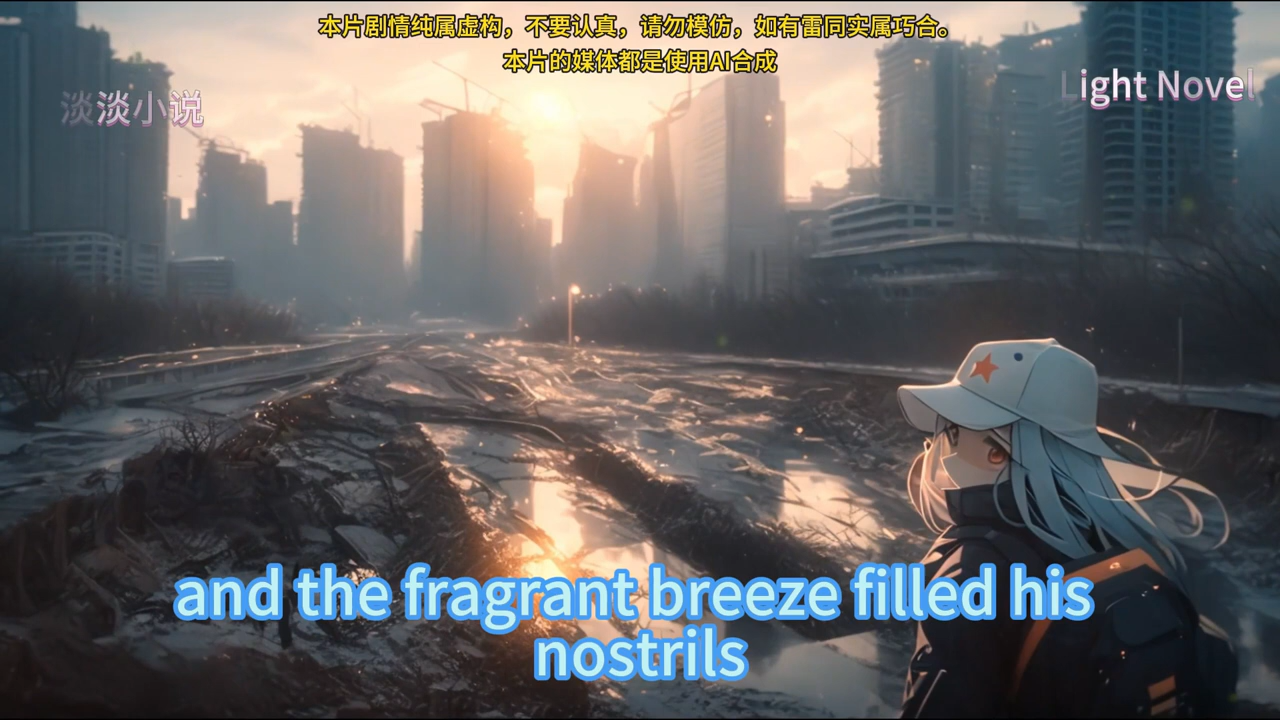 本片剧情纯属虚构，不要认真，请勿模仿，如有雷同实属巧合。
本片的媒体都是使用AI合成
淡淡小说
Light Novel
and the fragrant breeze filled his
nostrils